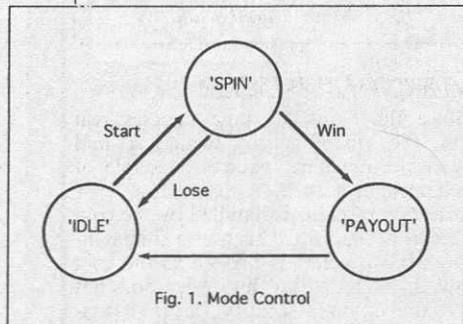 'SPIN'
Start
Win
Lose
'IDLE'
'PAYOUT'
Fig. 1. Mode Control